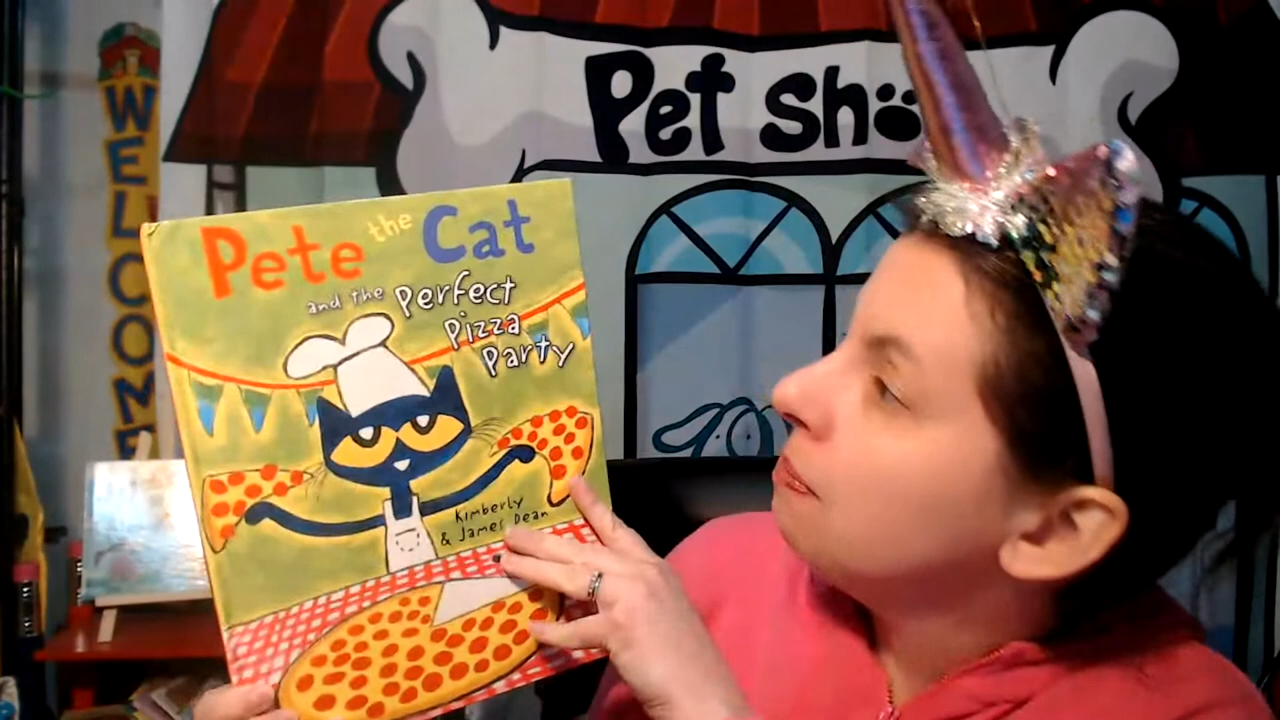 WELCOME
Pet Sho
Pete the Cat
and the Perfect
Pizza
Party
Kimberly
& James Dean